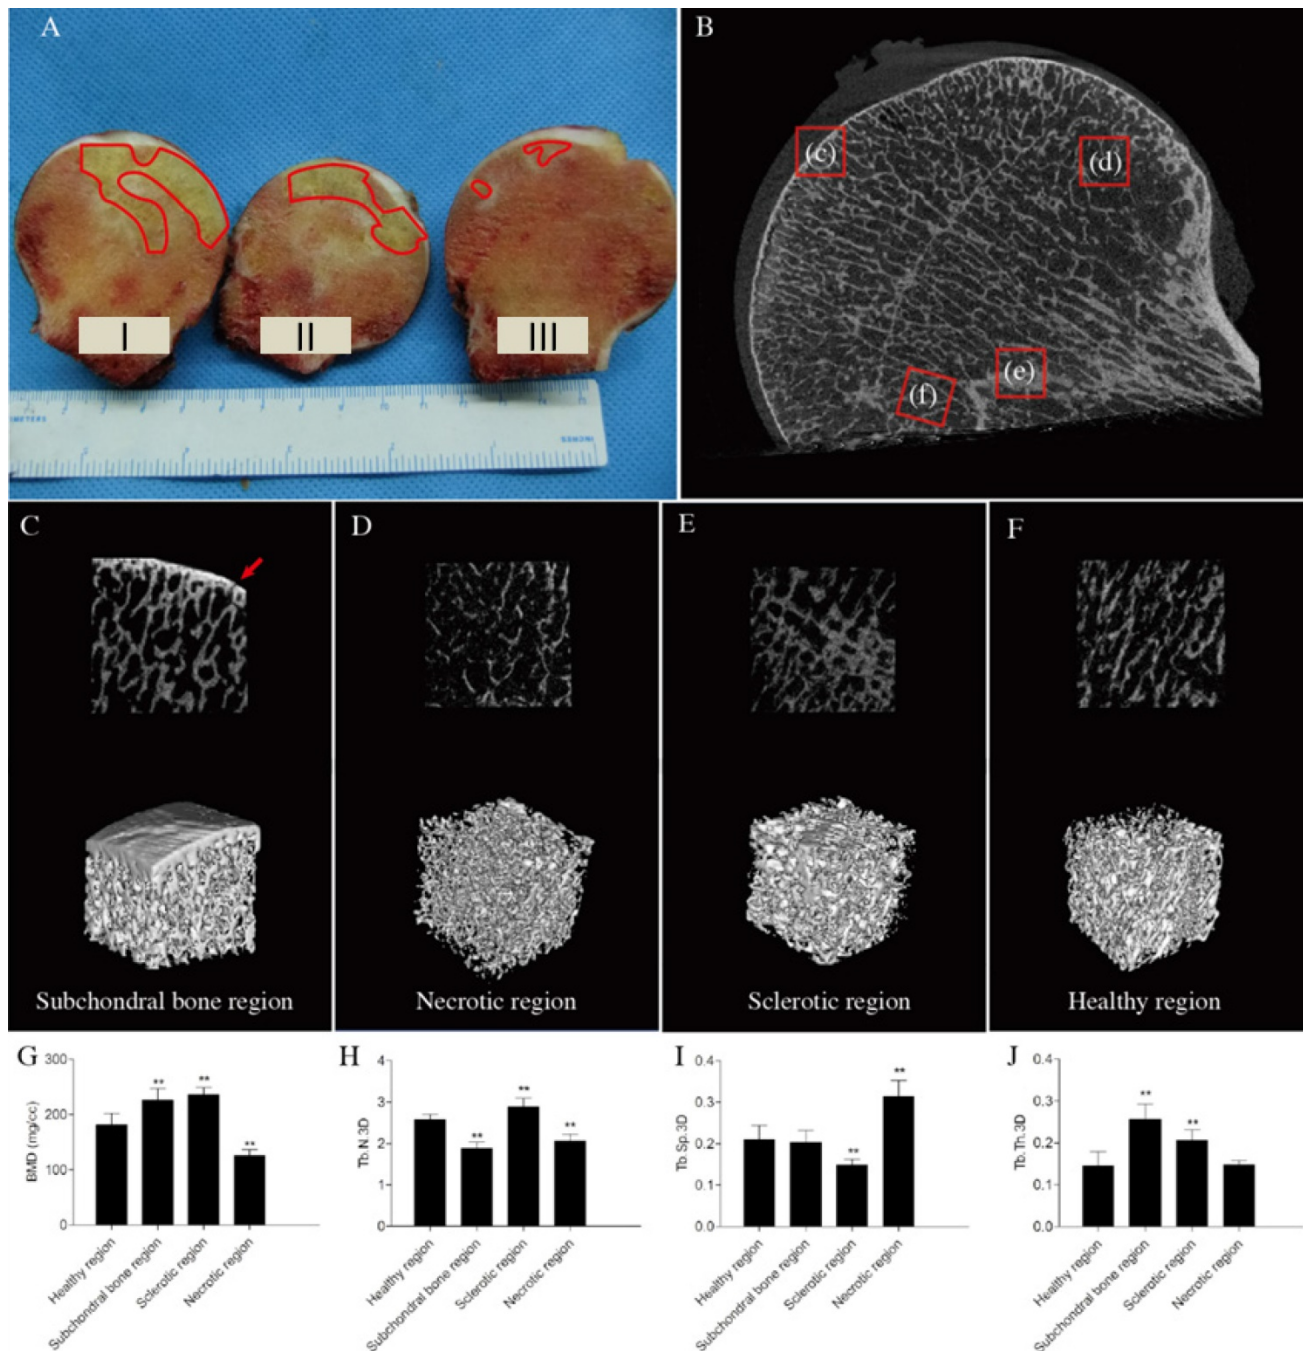 A
B
(c)
(d)
(e)
(f)
I
II
III
INCHES
C
D
E
F
Subchondral bone region
Necrotic region
Sclerotic region
Healthy region
G
300
200
100
0
BMD (mg/cc)
**
**
**
Healthy region
Subchondral bone region
Sclerotic region
Necrotic region
H
4
3
2
1
0
Tb.N.3D
**
**
**
Healthy region
Subchondral bone region
Sclerotic region
Necrotic region
I
0.4
0.3
0.2
0.1
0.0
Tb.Sp.3D
**
**
Healthy region
Subchondral bone region
Sclerotic region
Necrotic region
J
0.4
0.3
0.2
0.1
0.0
Tb.Th.3D
**
**
Healthy region
Subchondral bone region
Sclerotic region
Necrotic region